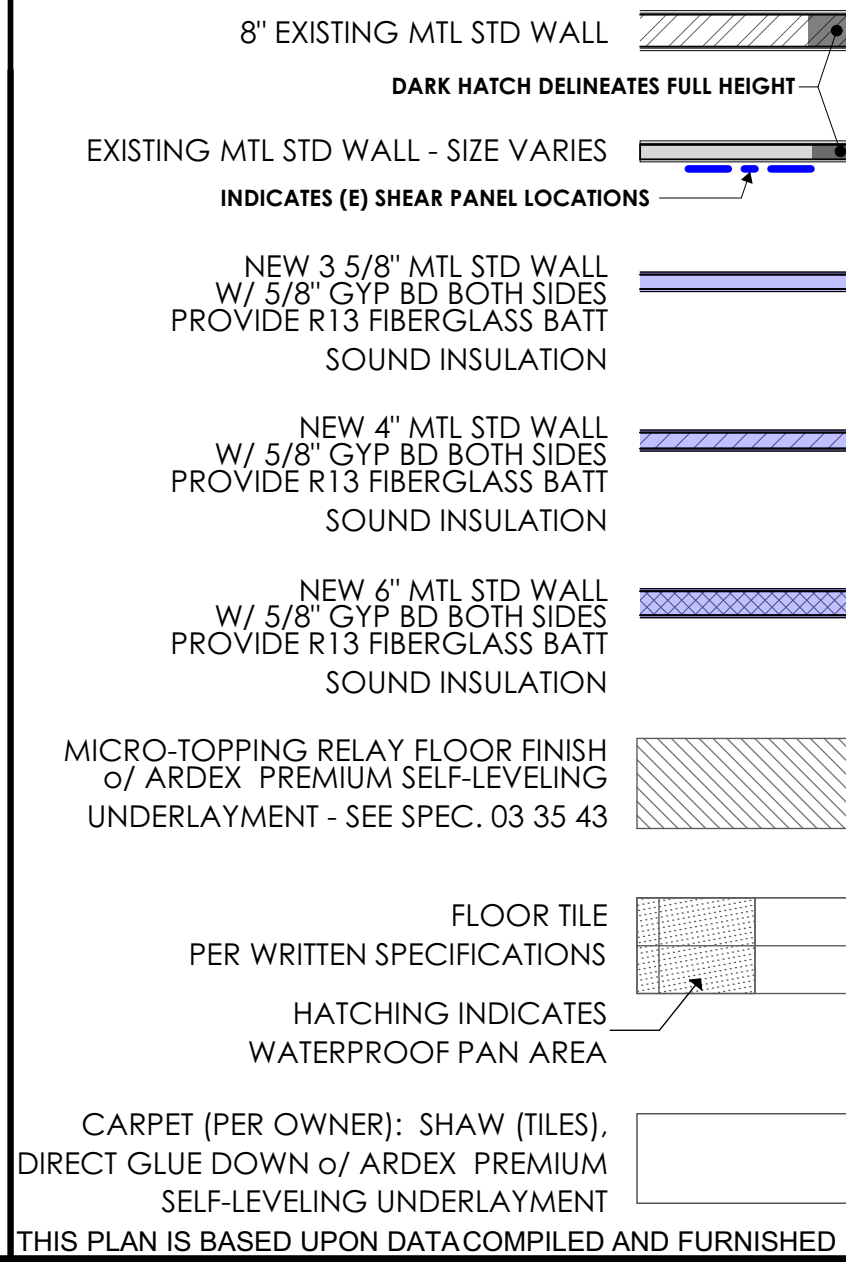 8" EXISTING MTL STD WALL
DARK HATCH DELINEATES FULL HEIGHT
EXISTING MTL STD WALL - SIZE VARIES
INDICATES (E) SHEAR PANEL LOCATIONS
NEW 3 5/8" MTL STD WALL
W/ 5/8" GYP BD BOTH SIDES
PROVIDE R13 FIBERGLASS BATT
SOUND INSULATION
NEW 4" MTL STD WALL
W/ 5/8" GYP BD BOTH SIDES
PROVIDE R13 FIBERGLASS BATT
SOUND INSULATION
NEW 6" MTL STD WALL
W/ 5/8" GYP BD BOTH SIDES
PROVIDE R13 FIBERGLASS BATT
SOUND INSULATION
MICRO-TOPPING RELAY FLOOR FINISH
o/ ARDEX PREMIUM SELF-LEVELING
UNDERLAYMENT - SEE SPEC. 03 35 43
FLOOR TILE
PER WRITTEN SPECIFICATIONS
HATCHING INDICATES
WATERPROOF PAN AREA
CARPET (PER OWNER): SHAW (TILES),
DIRECT GLUE DOWN o/ ARDEX PREMIUM
SELF-LEVELING UNDERLAYMENT
THIS PLAN IS BASED UPON DATA COMPILED AND FURNISHED